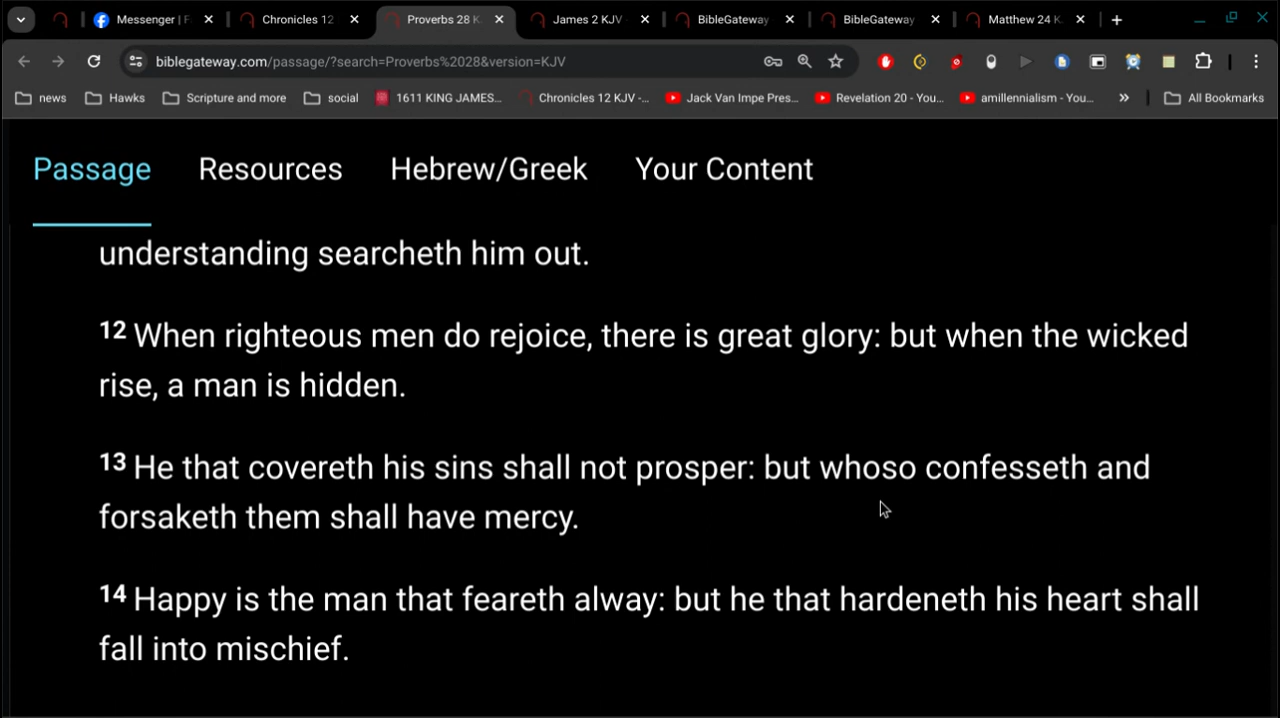 Messenger | F
Chronicles 12
Proverbs 28 K
James 2 KJV
BibleGateway
BibleGateway
Matthew 24 K
biblegateway.com/passage/?search=Proverbs%2028&version=KJV
news
Hawks
Scripture and more
social
1611 KING JAMES...
Chronicles 12 KJV -...
Jack Van Impe Pres...
Revelation 20 - You...
amillennialism - You...
»
All Bookmarks
Passage Resources Hebrew/Greek Your Content
understanding searcheth him out.
12 When righteous men do rejoice, there is great glory: but when the wicked
rise, a man is hidden.
13 He that covereth his sins shall not prosper: but whoso confesseth and
forsaketh them shall have mercy.
14 Happy is the man that feareth alway: but he that hardeneth his heart shall
fall into mischief.